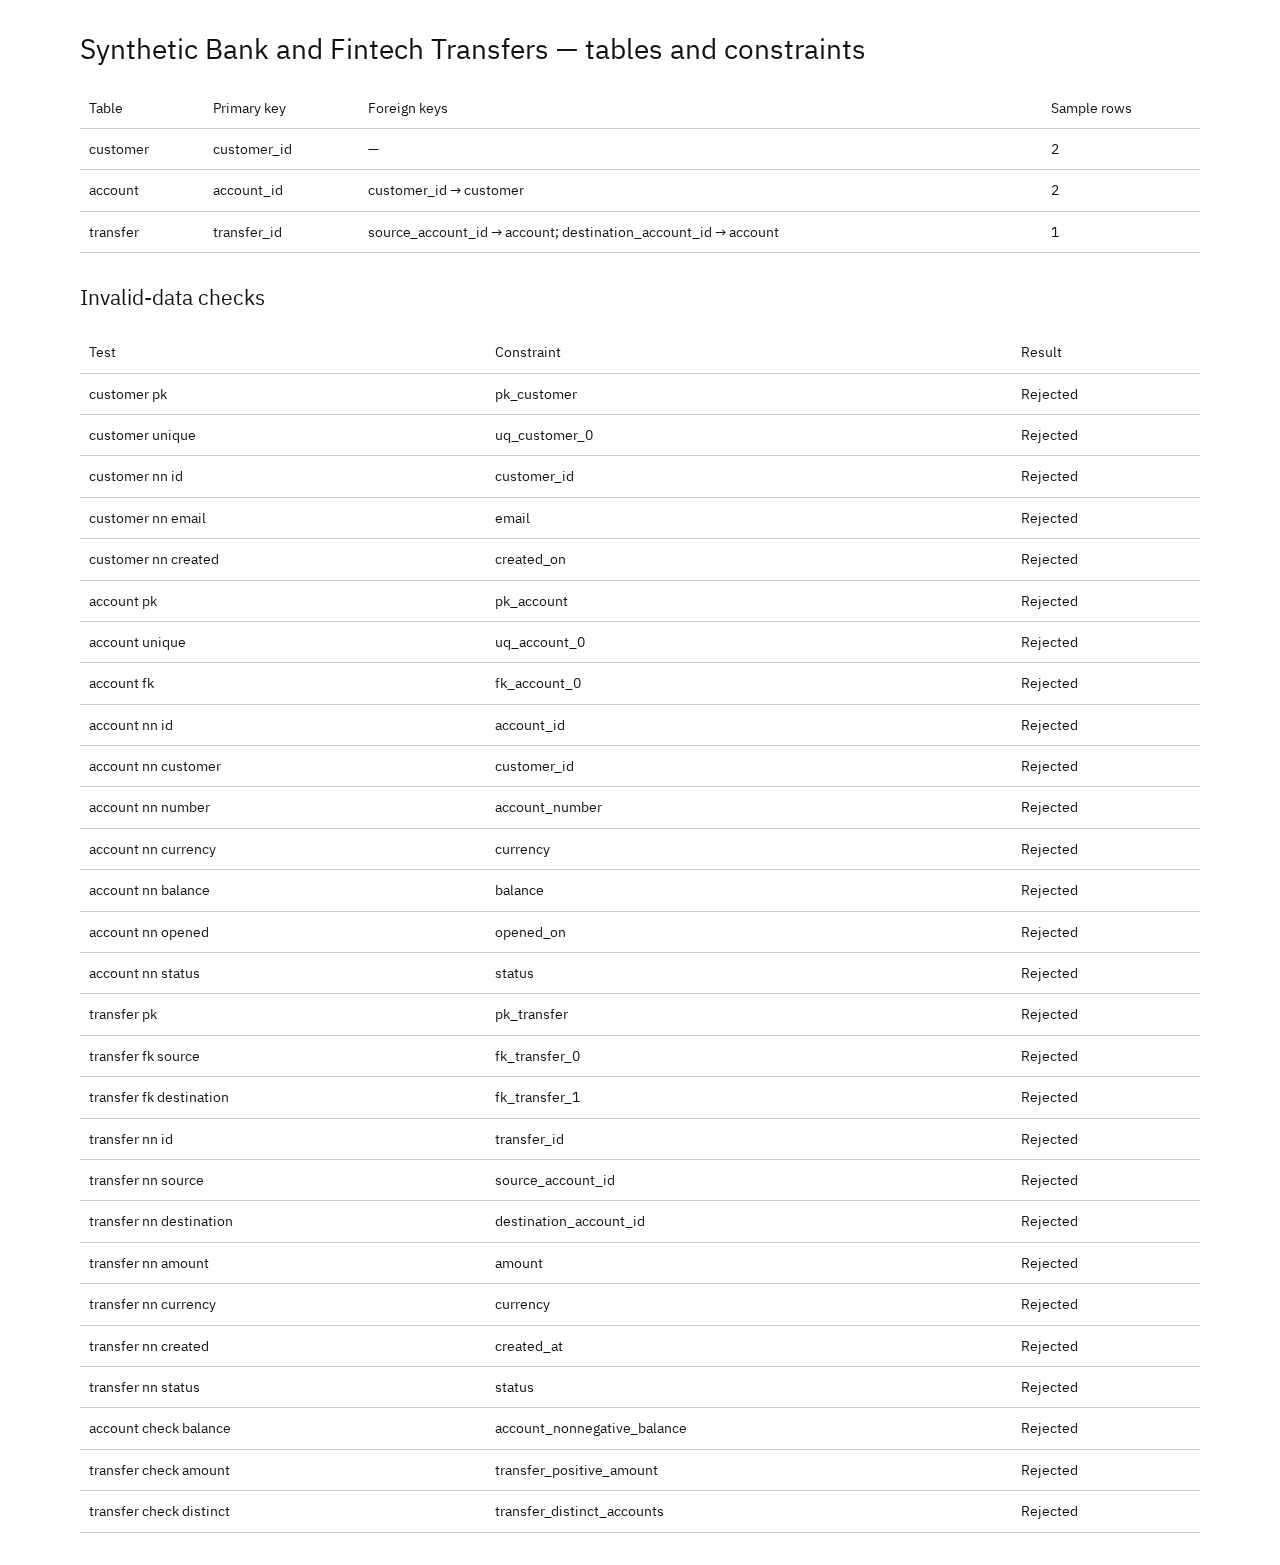 Synthetic Bank and Fintech Transfers — tables and constraints
Table Primary key Foreign keys Sample rows
customer customer_id — 2
account account_id customer_id → customer 2
transfer transfer_id source_account_id → account; destination_account_id → account 1
Invalid-data checks
Test Constraint Result
customer pk pk_customer Rejected
customer unique uq_customer_0 Rejected
customer nn id customer_id Rejected
customer nn email email Rejected
customer nn created created_on Rejected
account pk pk_account Rejected
account unique uq_account_0 Rejected
account fk fk_account_0 Rejected
account nn id account_id Rejected
account nn customer customer_id Rejected
account nn number account_number Rejected
account nn currency currency Rejected
account nn balance balance Rejected
account nn opened opened_on Rejected
account nn status status Rejected
transfer pk pk_transfer Rejected
transfer fk source fk_transfer_0 Rejected
transfer fk destination fk_transfer_1 Rejected
transfer nn id transfer_id Rejected
transfer nn source source_account_id Rejected
transfer nn destination destination_account_id Rejected
transfer nn amount amount Rejected
transfer nn currency currency Rejected
transfer nn created created_at Rejected
transfer nn status status Rejected
account check balance account_nonnegative_balance Rejected
transfer check amount transfer_positive_amount Rejected
transfer check distinct transfer_distinct_accounts Rejected